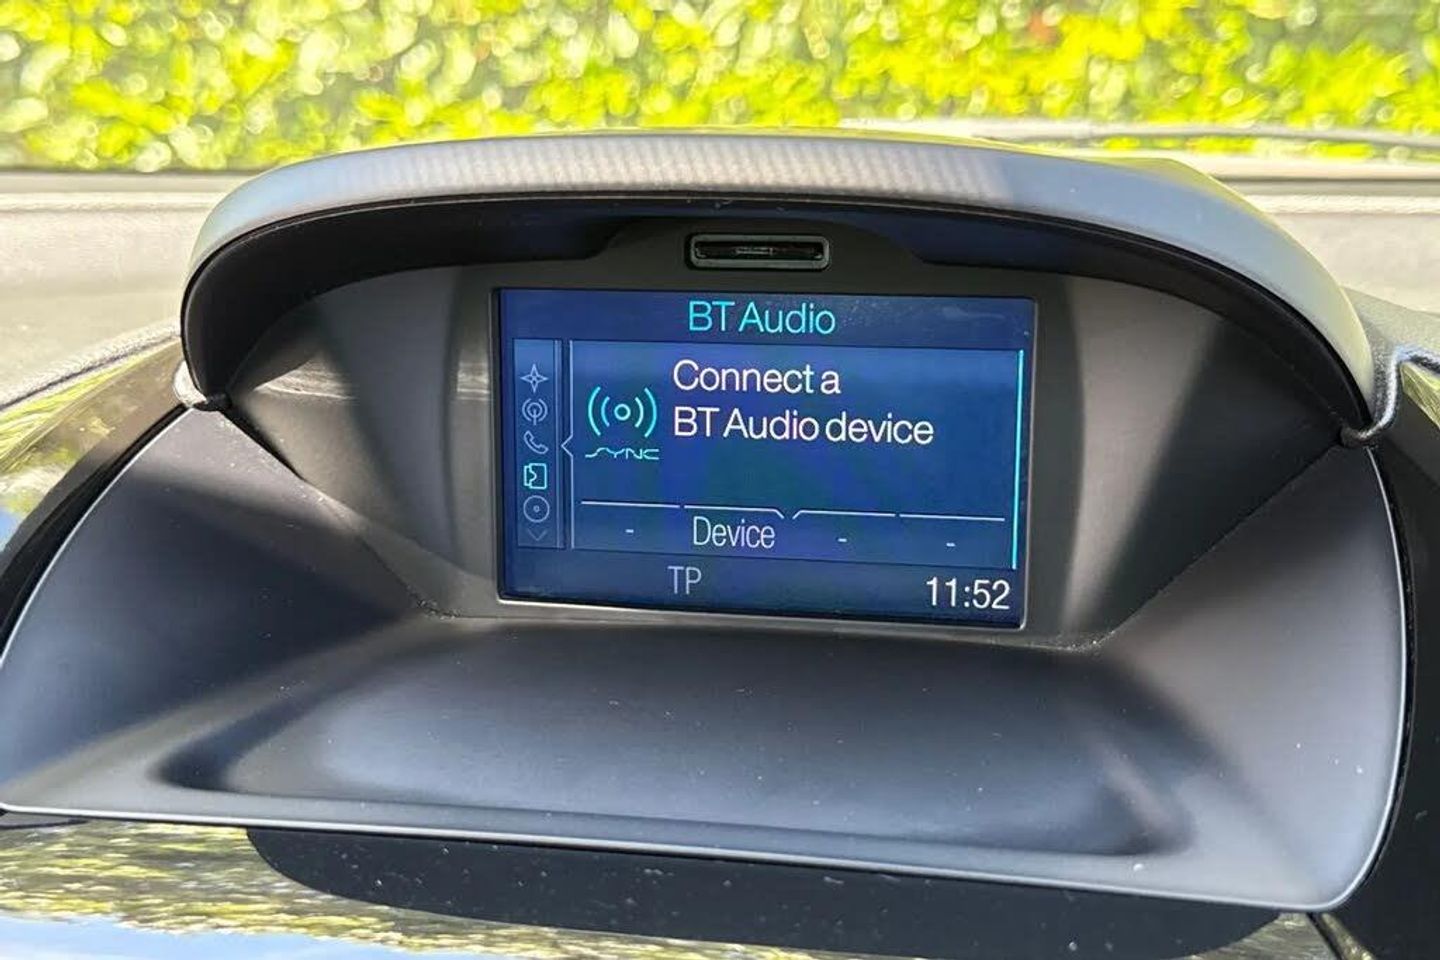 BT Audio
Connect a
BT Audio device
SYNC
- Device - -
TP
11:52